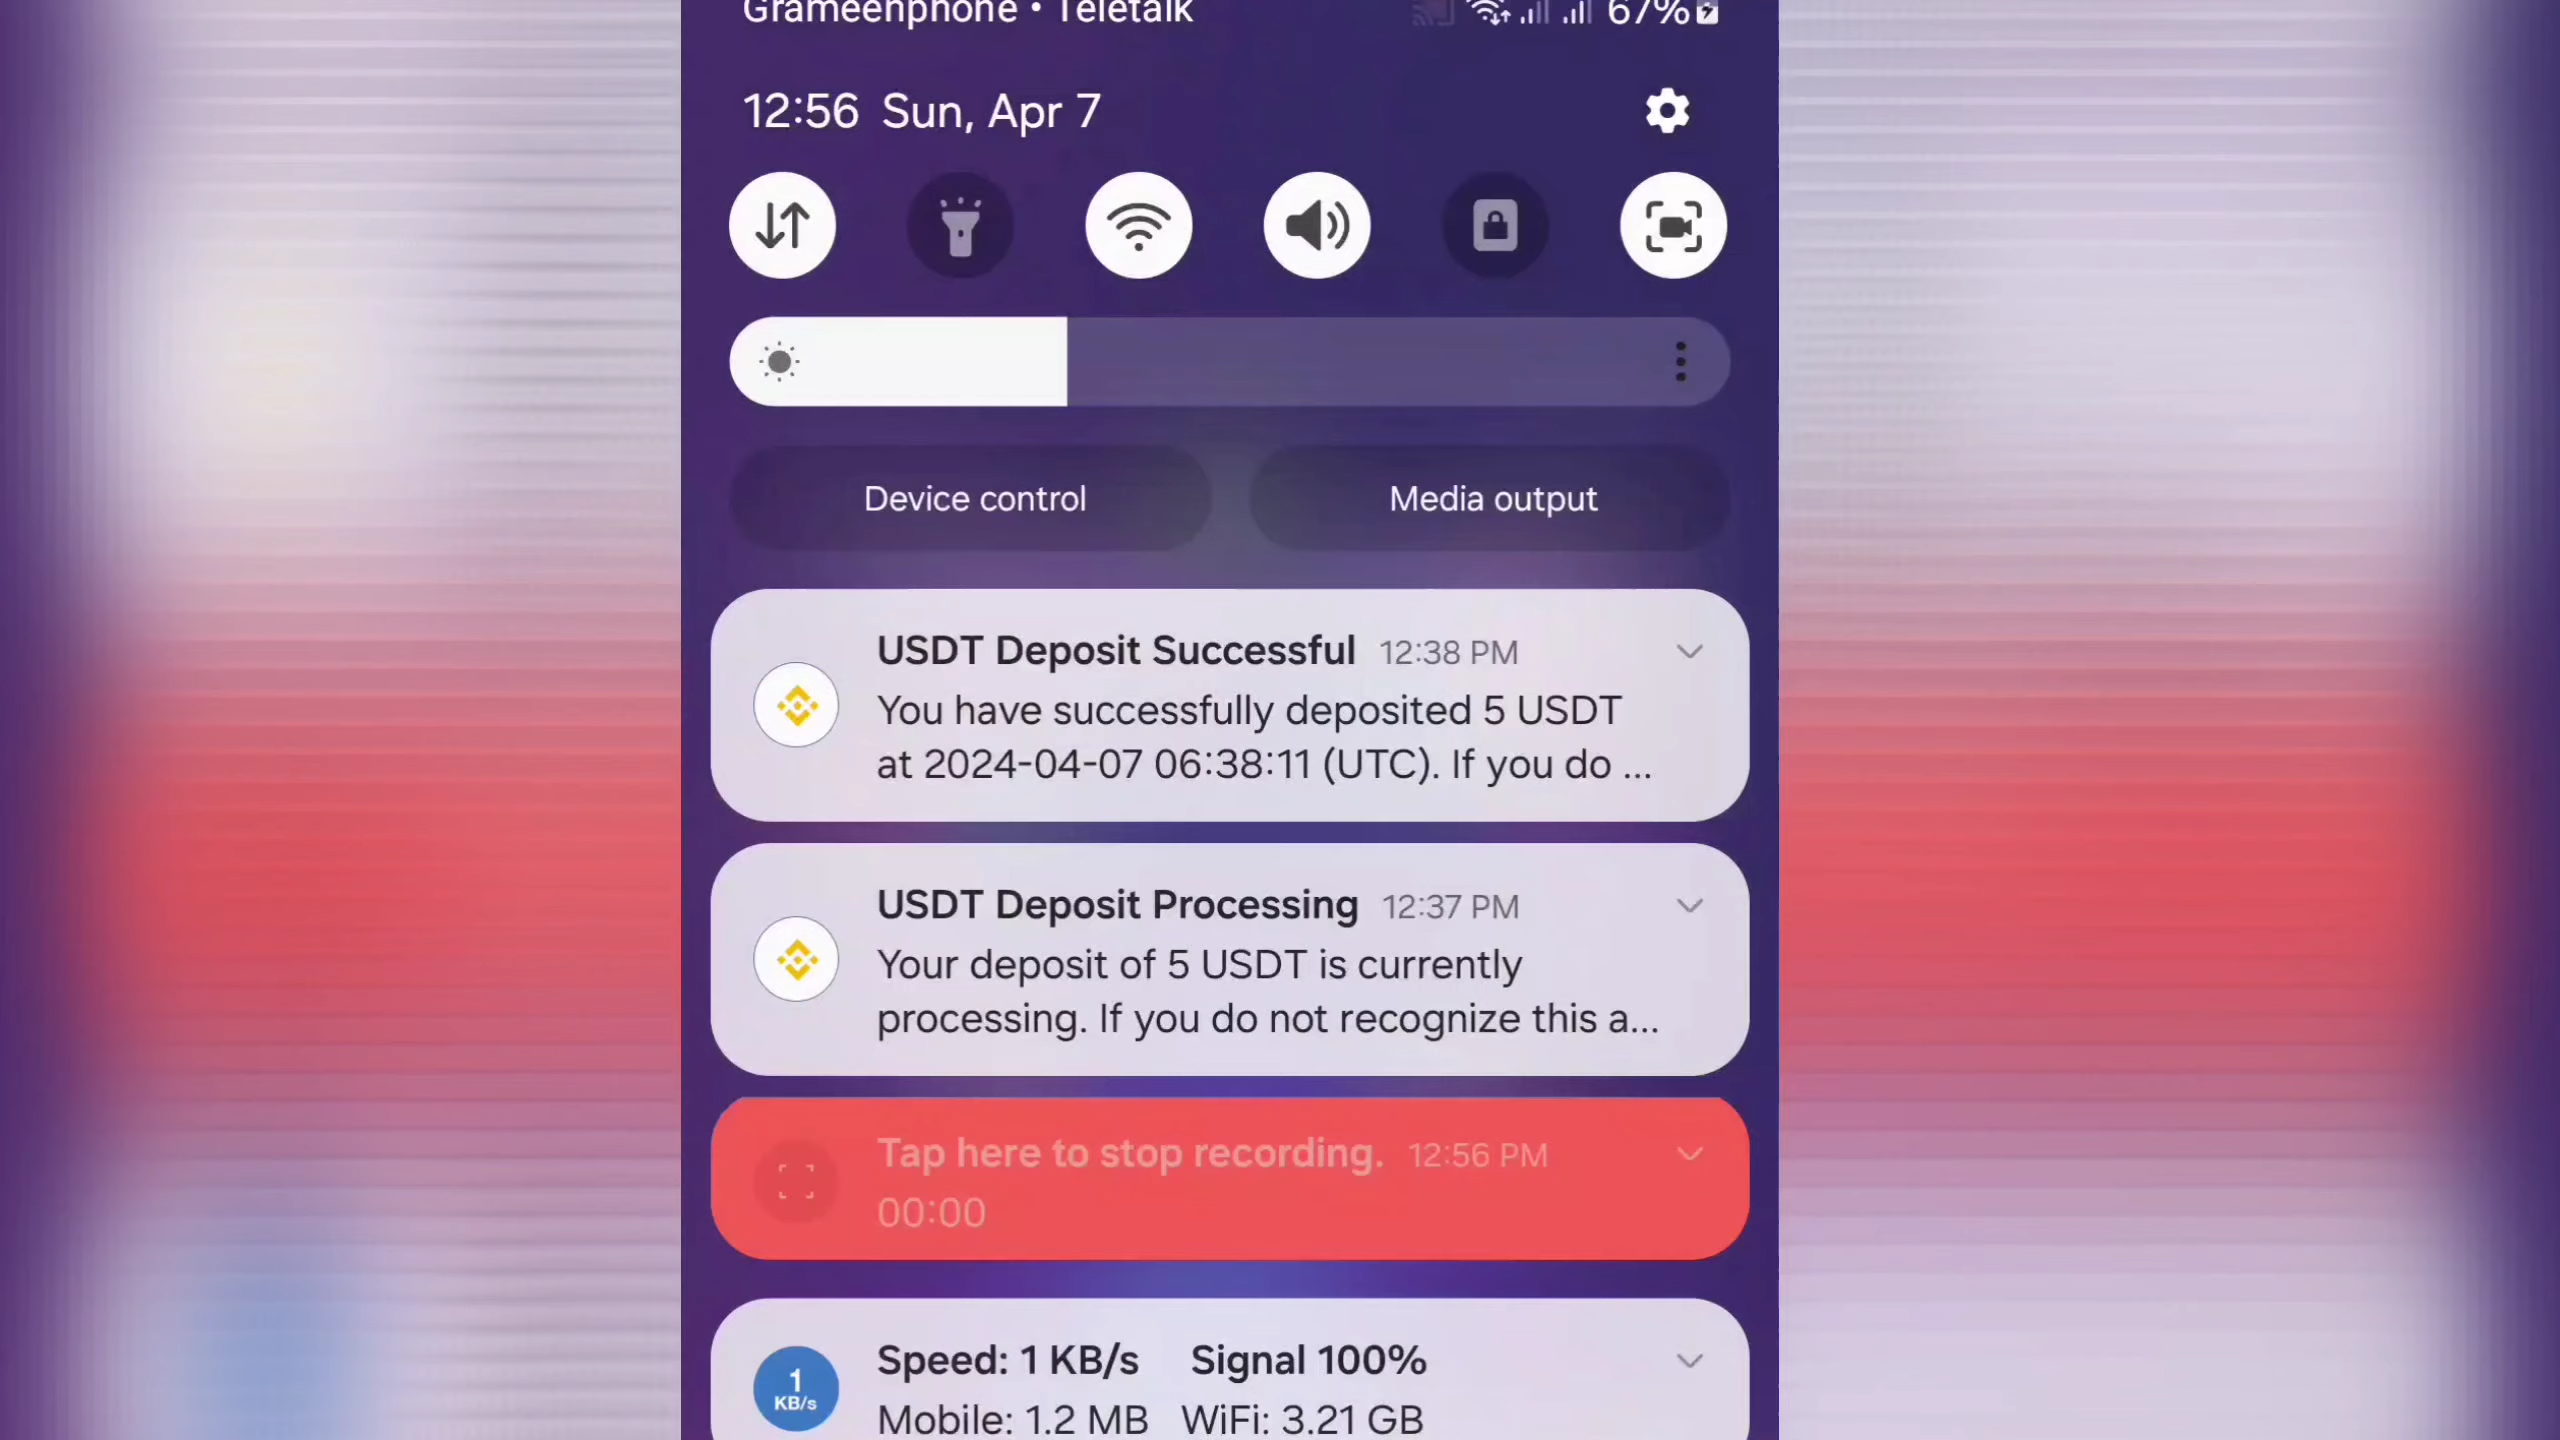 Grameenphone • Teletalk 67%
12:56 Sun, Apr 7
Device control Media output
USDT Deposit Successful 12:38 PM
You have successfully deposited 5 USDT
at 2024-04-07 06:38:11 (UTC). If you do ...
USDT Deposit Processing 12:37 PM
Your deposit of 5 USDT is currently
processing. If you do not recognize this a...
Tap here to stop recording. 12:56 PM
00:00
1
KB/s
Speed: 1 KB/s Signal 100%
Mobile: 1.2 MB WiFi: 3.21 GB